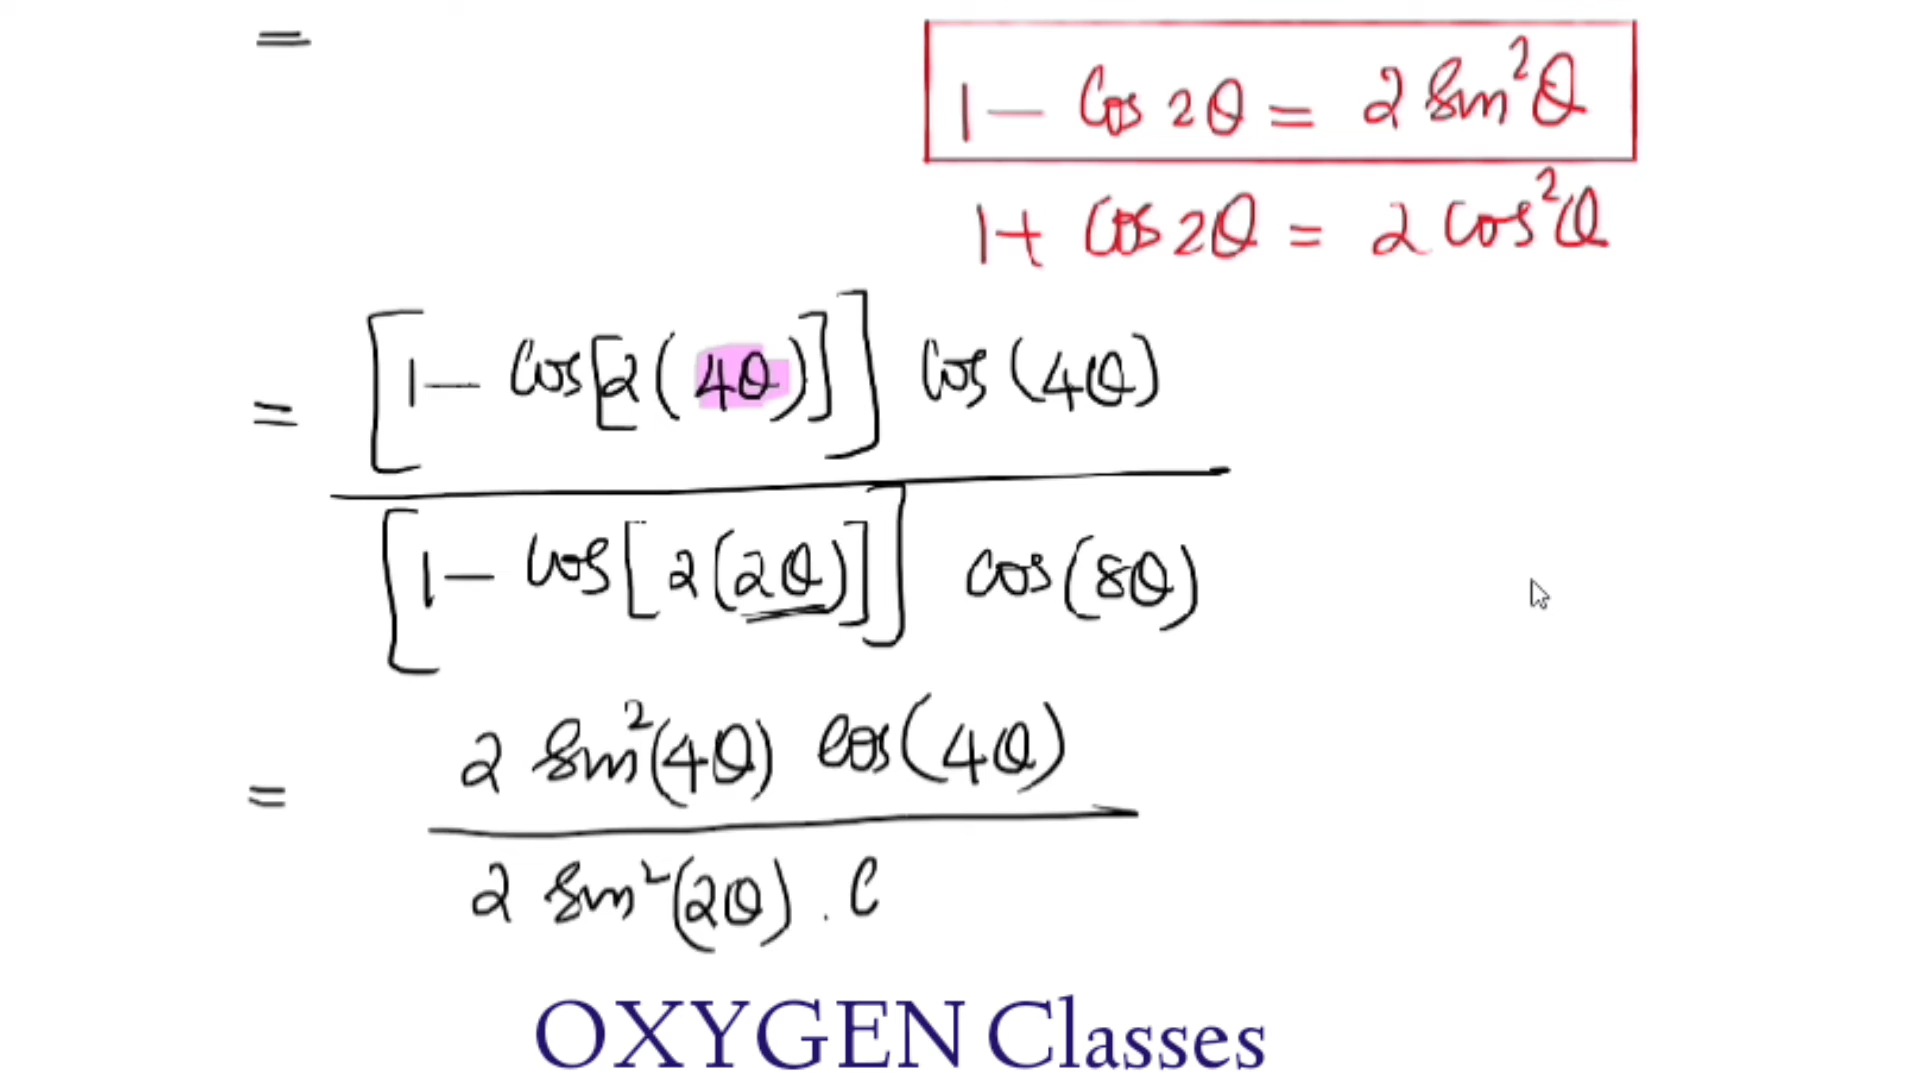 =
1 - Cos 2θ = 2 Sin²θ
1 + Cos 2θ = 2 Cos²θ
= [1 - Cos[2(4θ)]] Cos(4θ)
[1 - Cos[2(2θ)]] Cos(8θ)
= 2 Sin²(4θ) Cos(4θ)
2 Sin²(2θ) . C
OXYGEN Classes